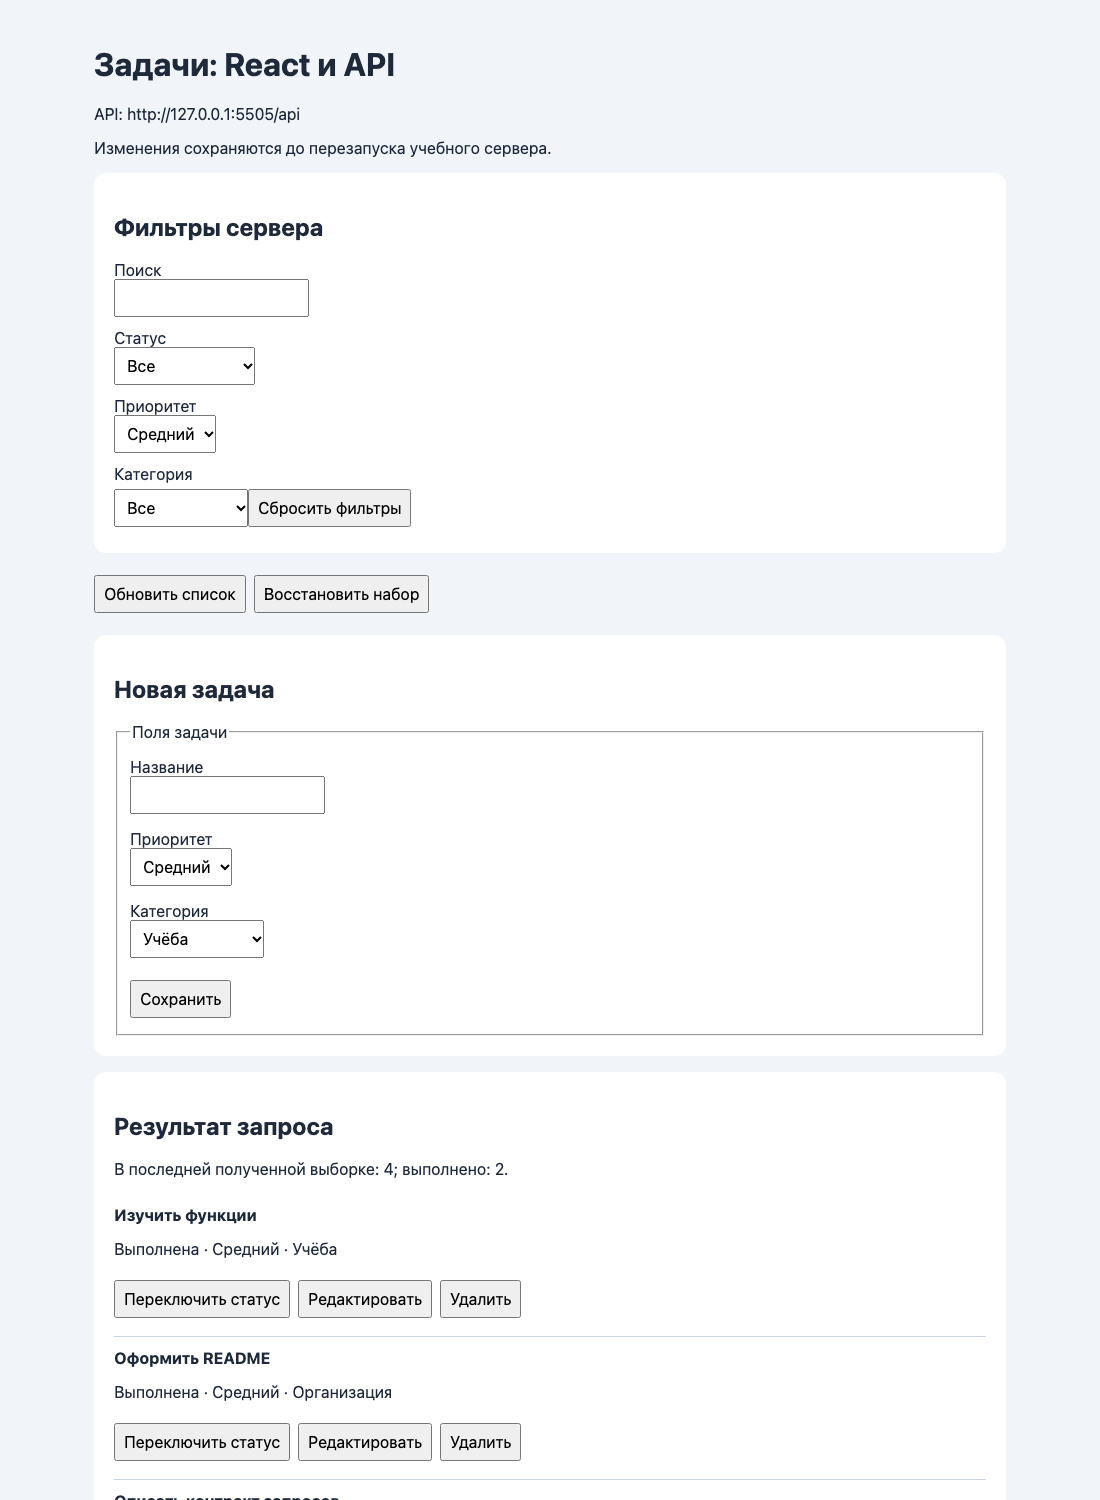 Задачи: React и API
API: http://127.0.0.1:5505/api
Изменения сохраняются до перезапуска учебного сервера.
Фильтры сервера
Поиск
Статус
Все
Приоритет
Средний
Категория
Все Сбросить фильтры
Обновить список Восстановить набор
Новая задача
Поля задачи
Название
Приоритет
Средний
Категория
Учёба
Сохранить
Результат запроса
В последней полученной выборке: 4; выполнено: 2.
Изучить функции
Выполнена · Средний · Учёба
Переключить статус Редактировать Удалить
Оформить README
Выполнена · Средний · Организация
Переключить статус Редактировать Удалить